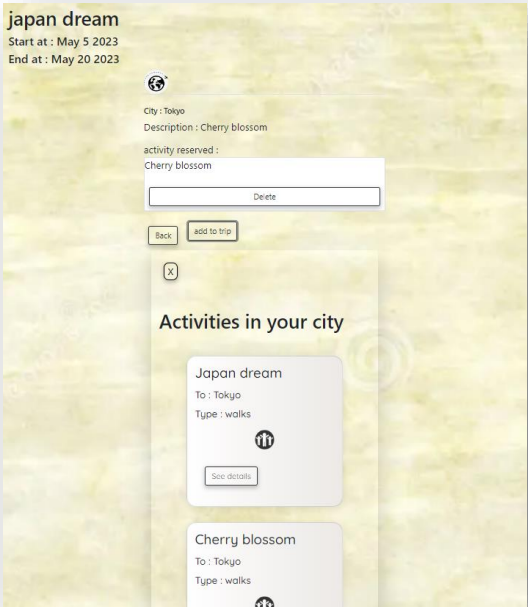 japan dream
Start at : May 5 2023
End at : May 20 2023
City : Tokyo
Description : Cherry blossom
activity reserved :
Cherry blossom
Delete
Back
add to trip
X
Activities in your city
Japan dream
To : Tokyo
Type : walks
See details
Cherry blossom
To : Tokyo
Type : walks